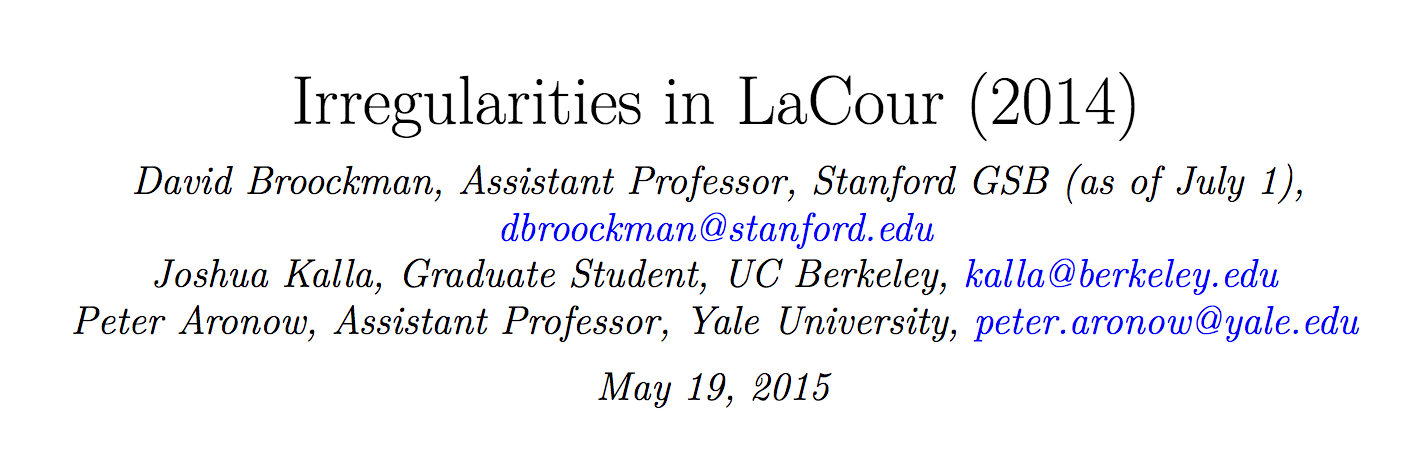 Irregularities in LaCour (2014)
David Broockman, Assistant Professor, Stanford GSB (as of July 1),
dbroockman@stanford.edu
Joshua Kalla, Graduate Student, UC Berkeley, kalla@berkeley.edu
Peter Aronow, Assistant Professor, Yale University, peter.aronow@yale.edu
May 19, 2015